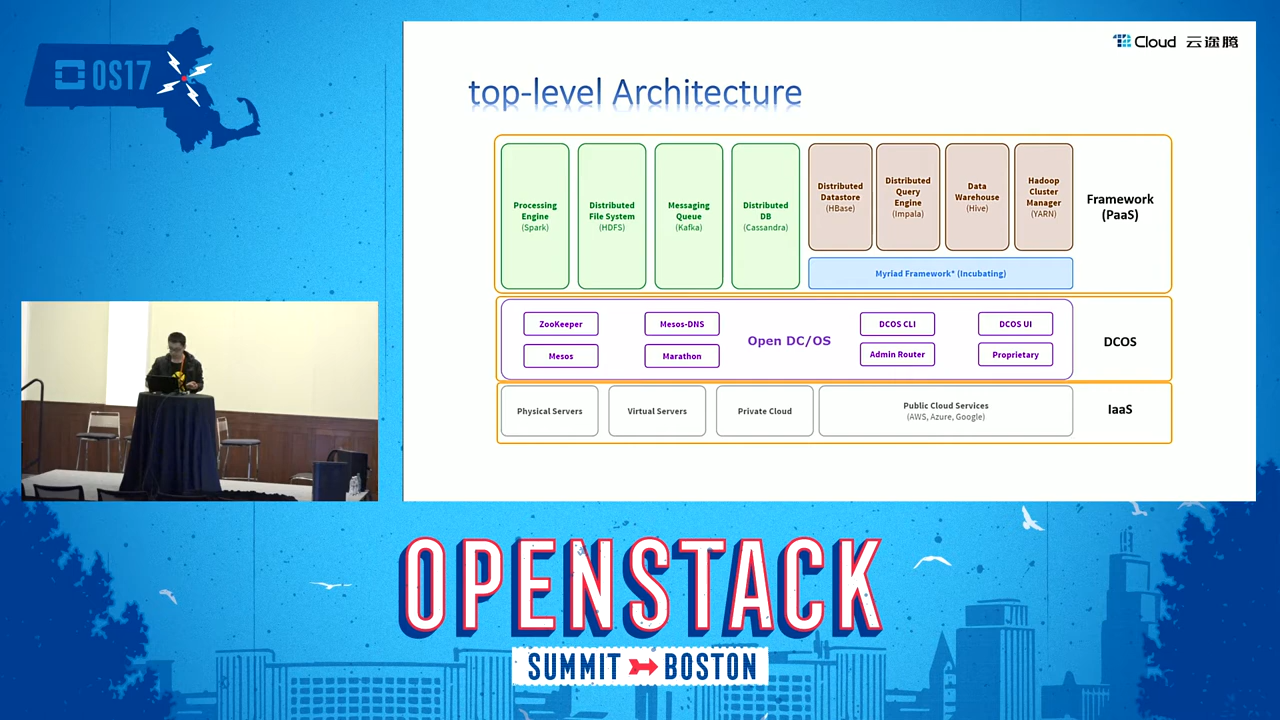 OS17
T2Cloud 云途腾
top-level Architecture
Processing
Engine
(Spark)
Distributed
File System
(HDFS)
Messaging
Queue
(Kafka)
Distributed
DB
(Cassandra)
Distributed
Datastore
(HBase)
Distributed
Query
Engine
(Impala)
Data
Warehouse
(Hive)
Hadoop
Cluster
Manager
(YARN)
Framework
(PaaS)
Myriad Framework* (Incubating)
ZooKeeper
Mesos-DNS
DCOS CLI
DCOS UI
Open DC/OS
Mesos
Marathon
Admin Router
Proprietary
DCOS
Physical Servers
Virtual Servers
Private Cloud
Public Cloud Services
(AWS, Azure, Google)
IaaS
OPENSTACK
SUMMIT BOSTON